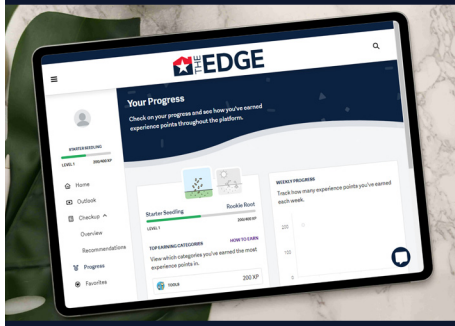 THE EDGE
Your Progress
Check on your progress and see how you've earned
experience points throughout the platform.
STARTER SEEDLING
LEVEL 1 200/400 XP
Home
Outlook
Checkup
Overview
Recommendations
Progress
Favorites
Starter Seedling Rookie Root
LEVEL 1 200/400 XP
TOP EARNING CATEGORIES HOW TO EARN
View which categories you've earned the most
experience points in.
TOOLS 200 XP
WEEKLY PROGRESS
Track how many experience points you've earned
each week.
200
100
0